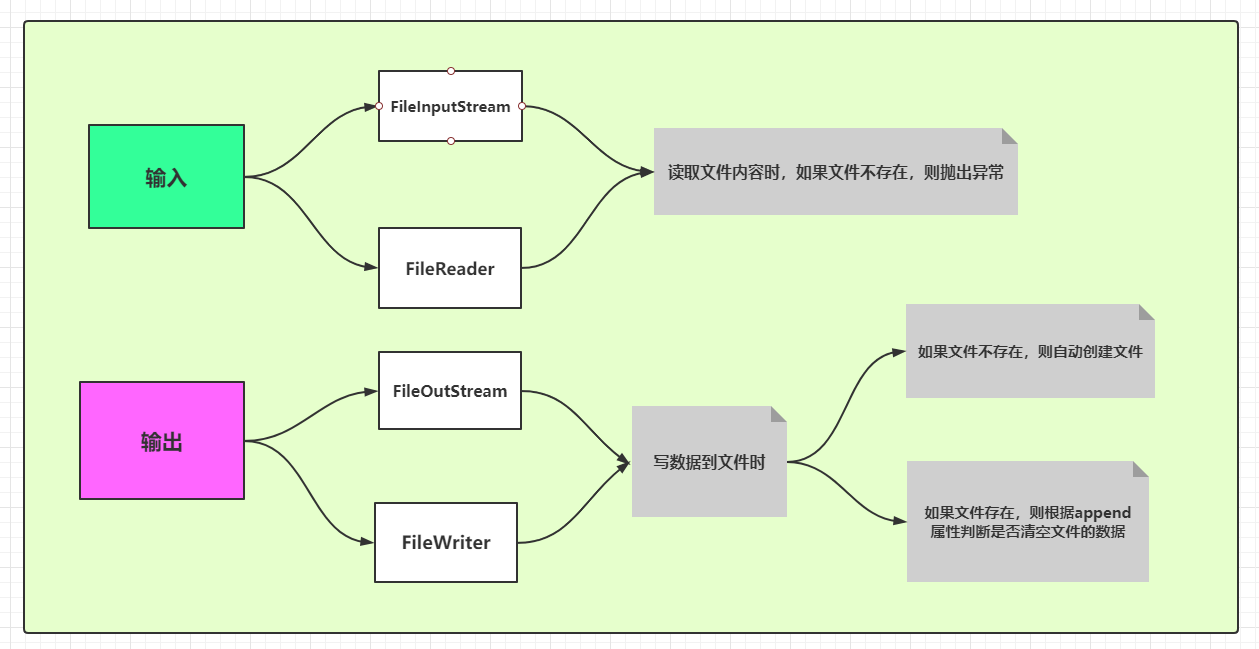 输入
FileInputStream
FileReader
读取文件内容时，如果文件不存在，则抛出异常
输出
FileOutStream
FileWriter
写数据到文件时
如果文件不存在，则自动创建文件
如果文件存在，则根据append
属性判断是否清空文件的数据